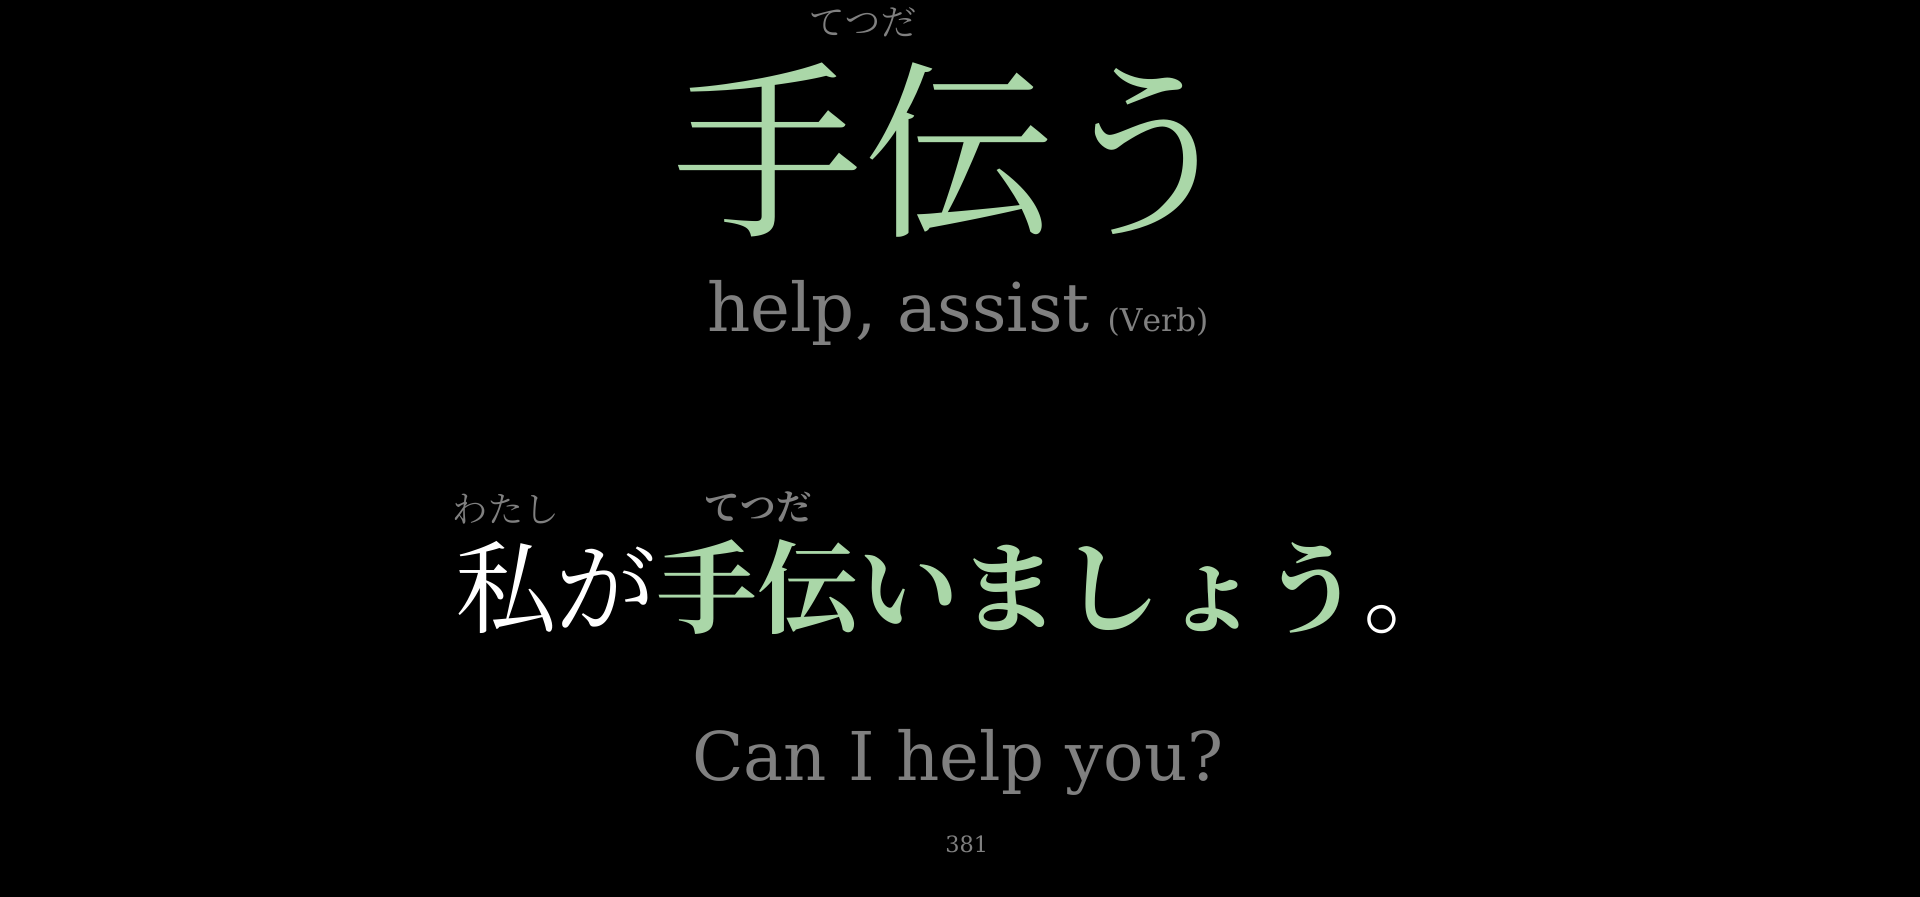 てつだ
手伝う
help, assist (Verb)
わたし てつだ
私が手伝いましょう。
Can I help you?
381